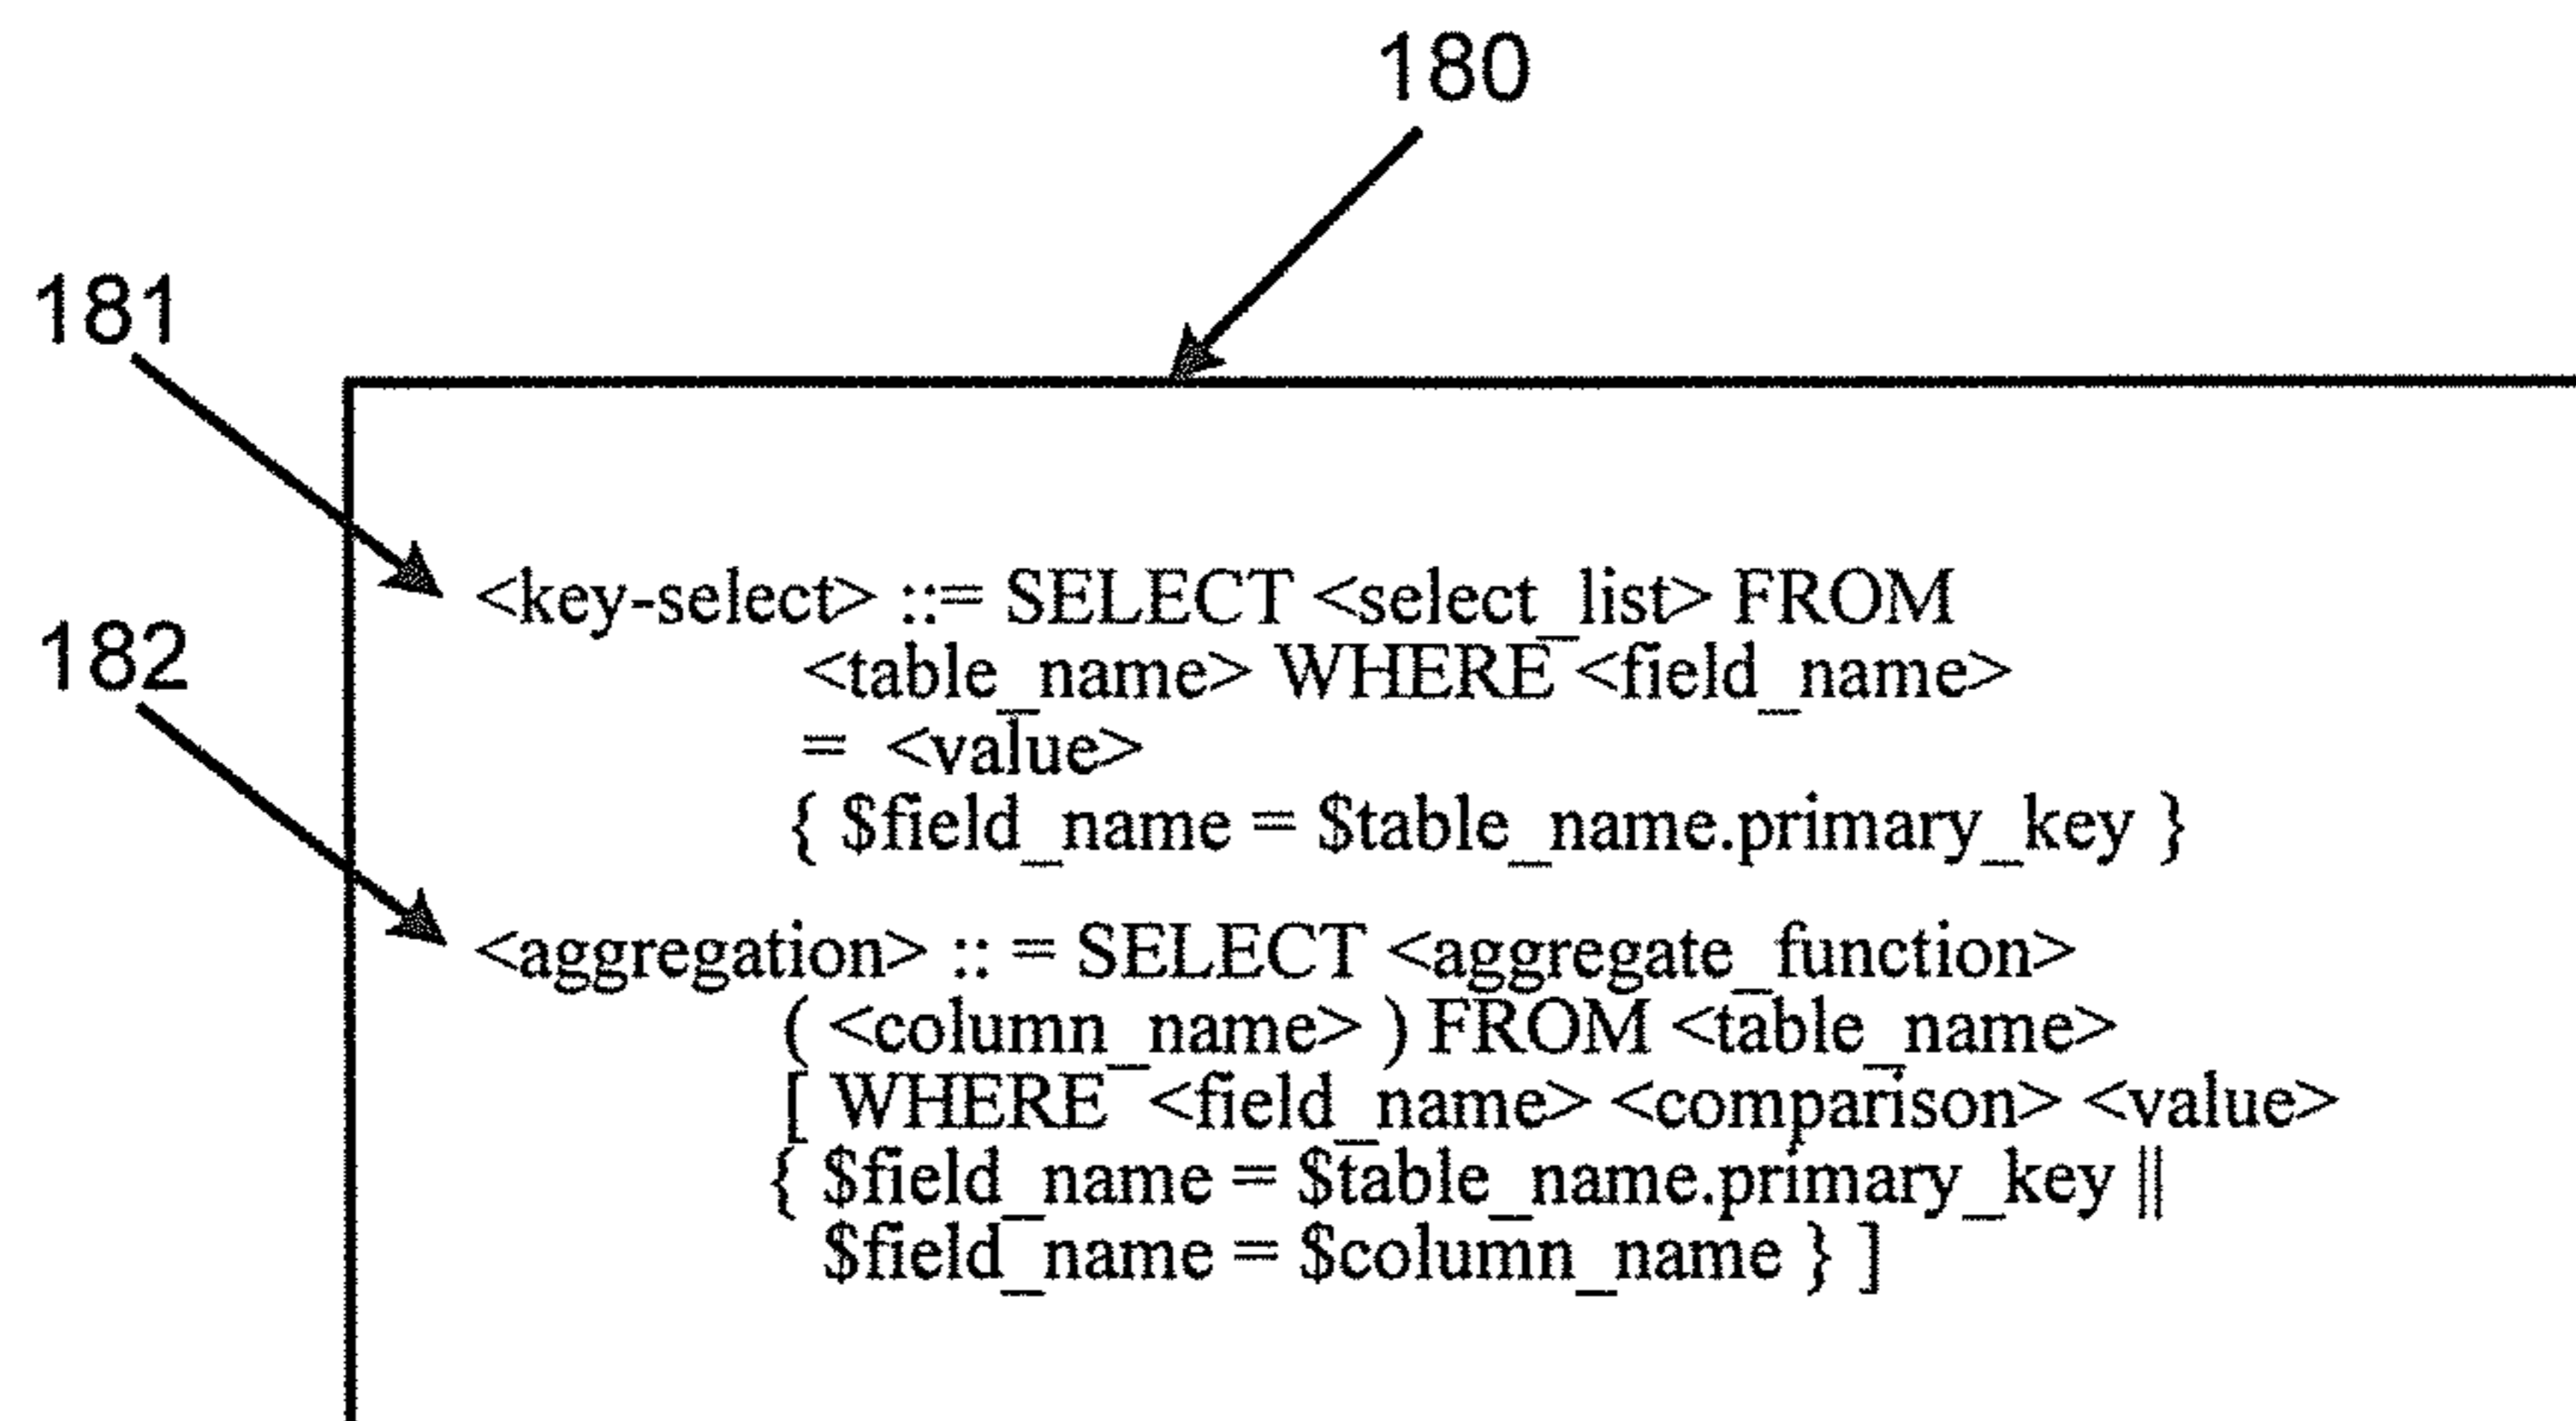 180
181
<key-select> ::= SELECT <select_list> FROM
<table_name> WHERE <field_name>
= <value>
{ $field_name = $table_name.primary_key }
182
<aggregation> :: = SELECT <aggregate_function>
( <column_name> ) FROM <table_name>
[ WHERE <field_name> <comparison> <value>
{ $field_name = $table_name.primary_key ||
$field_name = $column_name } ]